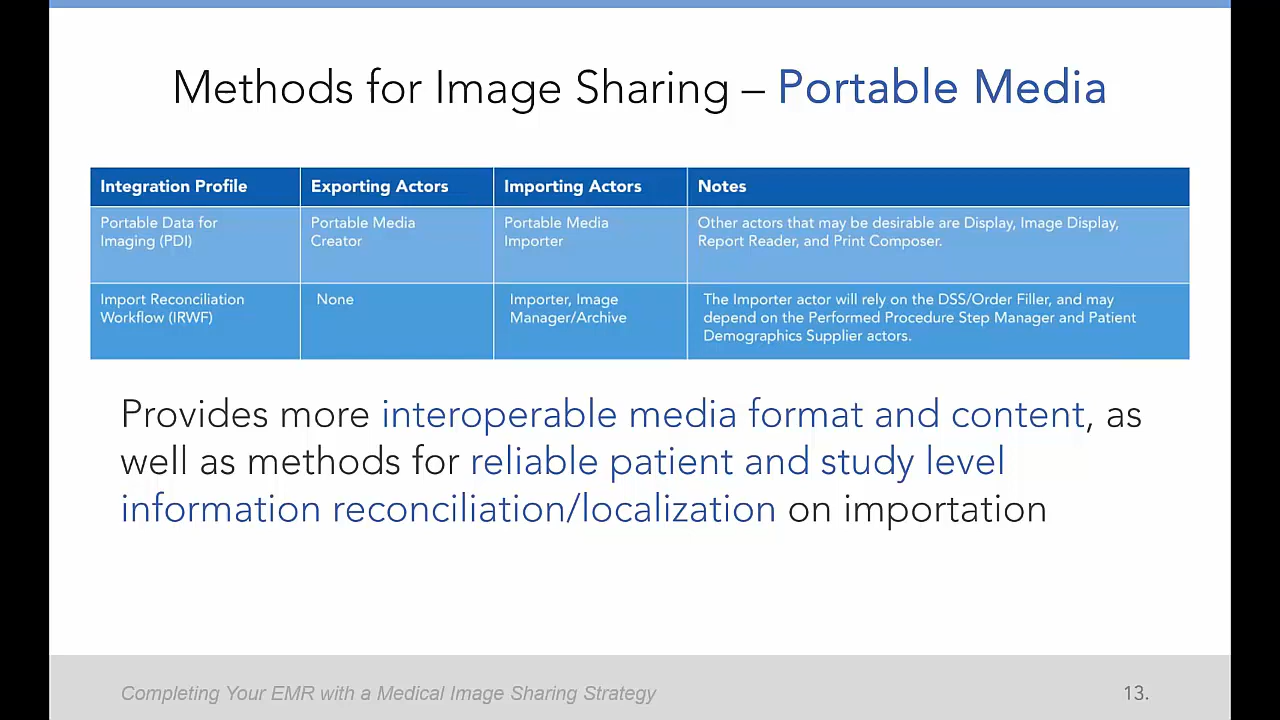 Methods for Image Sharing – Portable Media
Integration Profile
Exporting Actors
Importing Actors
Notes
Portable Data for
Imaging (PDI)
Portable Media
Creator
Portable Media
Importer
Other actors that may be desirable are Display, Image Display,
Report Reader, and Print Composer.
Import Reconciliation
Workflow (IRWF)
None
Importer, Image
Manager/Archive
The Importer actor will rely on the DSS/Order Filler, and may
depend on the Performed Procedure Step Manager and Patient
Demographics Supplier actors.
Provides more interoperable media format and content, as
well as methods for reliable patient and study level
information reconciliation/localization on importation
Completing Your EMR with a Medical Image Sharing Strategy
13.